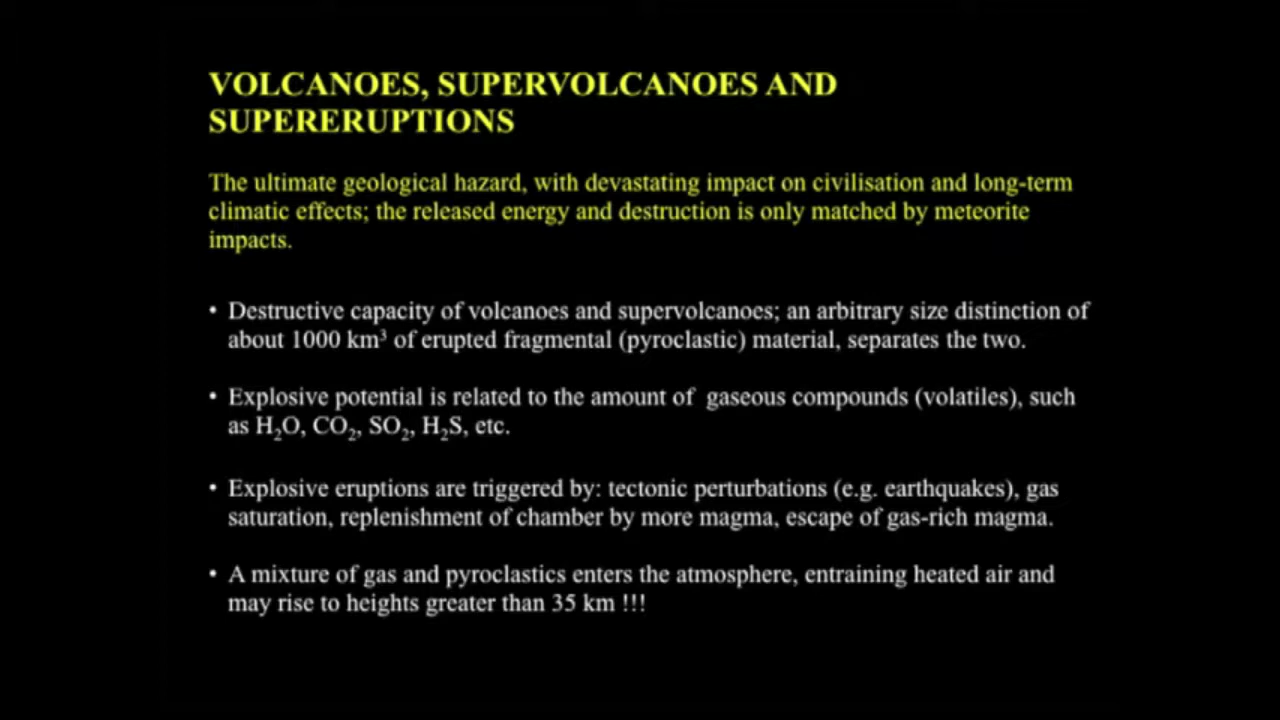 VOLCANOES, SUPERVOLCANOES AND
SUPERERUPTIONS
The ultimate geological hazard, with devastating impact on civilisation and long-term
climatic effects; the released energy and destruction is only matched by meteorite
impacts.
• Destructive capacity of volcanoes and supervolcanoes; an arbitrary size distinction of
about 1000 km³ of erupted fragmental (pyroclastic) material, separates the two.
• Explosive potential is related to the amount of gaseous compounds (volatiles), such
as H₂O, CO₂, SO₂, H₂S, etc.
• Explosive eruptions are triggered by: tectonic perturbations (e.g. earthquakes), gas
saturation, replenishment of chamber by more magma, escape of gas-rich magma.
• A mixture of gas and pyroclastics enters the atmosphere, entraining heated air and
may rise to heights greater than 35 km !!!